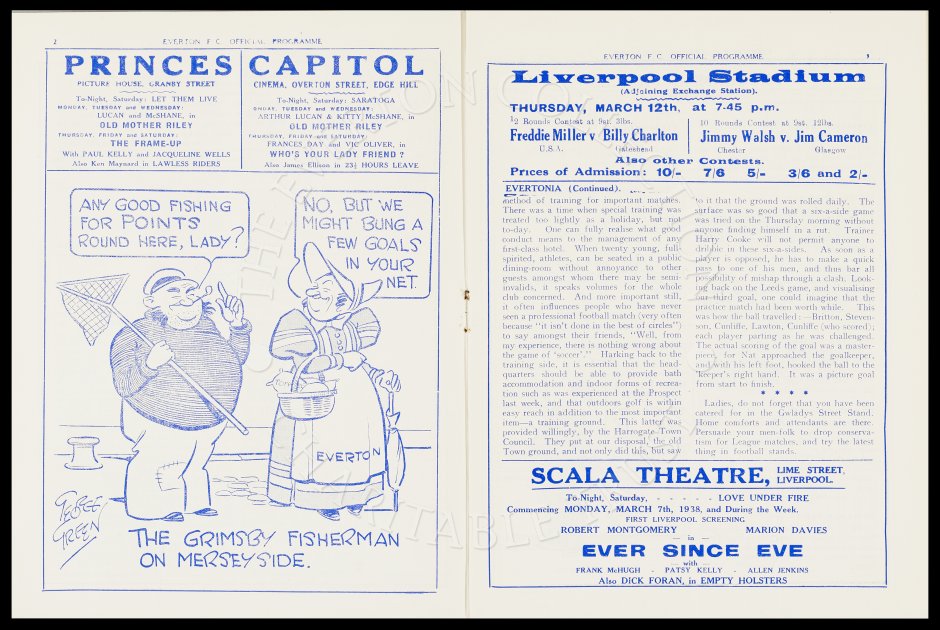 2
EVERTON F.C. OFFICIAL PROGRAMME
PRINCES
PICTURE HOUSE, GRANBY STREET
To-Night, Saturday: LET THEM LIVE
MONDAY, TUESDAY and WEDNESDAY:
LUCAN and McSHANE, in
OLD MOTHER RILEY
THURSDAY, FRIDAY and SATURDAY:
THE FRAME-UP
With PAUL KELLY and JACQUELINE WELLS
Also Ken Maynard in LAWLESS RIDERS
CAPITOL
CINEMA, OVERTON STREET, EDGE HILL
To-Night, Saturday: SARATOGA
ONDAY, TUESDAY and WEDNESDAY:
ARTHUR LUCAN & KITTY McSHANE, in
OLD MOTHER RILEY
THURSDAY, FRIDAY and SATURDAY:
FRANCES DAY and VIC OLIVER, in
WHO'S YOUR LADY FRIEND?
Also James Ellison in 23½ HOURS LEAVE
ANY GOOD FISHING
FOR POINTS
ROUND HERE, LADY?
NO, BUT WE
MIGHT BUNG A
FEW GOALS
IN YOUR
NET.
EVERTON
GEORGE
GREEN
THE GRIMSBY FISHERMAN
ON MERSEYSIDE.
EVERTON F.C. OFFICIAL PROGRAMME
3
Liverpool Stadium
(Adjoining Exchange Station).
THURSDAY, MARCH 12th, at 7-45 p.m.
12 Rounds Contest at 9st. 3lbs.
Freddie Miller v Billy Charlton
U.S.A. Gateshead
10 Rounds Contest at 9st. 12lbs.
Jimmy Walsh v. Jim Cameron
Chester Glasgow
Also other Contests.
Prices of Admission: 10/- 7/6 5/- 3/6 and 2/-
EVERTONIA (Continued).
method of training for important matches.
There was a time when special training was
treated too lightly as a holiday, but not
to-day. One can fully realise what good
conduct means to the management of any
first-class hotel. When twenty young, full-
spirited, athletes, can be seated in a public
dining-room without annoyance to other
guests amongst whom there may be semi-
invalids, it speaks volumes for the whole
club concerned. And more important still,
it often influences people who have never
seen a professional football match (very often
because "it isn't done in the best of circles")
to say amongst their friends, "Well, from
my experience, there is nothing wrong about
the game of 'soccer'." Harking back to the
training side, it is essential that the head-
quarters should be able to provide bath
accommodation and indoor forms of recrea-
tion such as was experienced at the Prospect
last week, and that outdoors golf is within
easy reach in addition to the most important
item—a training ground. This latter was
provided willingly, by the Harrogate Town
Council. They put at our disposal, the old
Town ground, and not only did this, but saw
to it that the ground was rolled daily. The
surface was so good that a six-a-side game
was tried on the Thursday morning without
anyone finding himself in a rut. Trainer
Harry Cooke will not permit anyone to
dribble in these six-a-sides. As soon as a
player is opposed, he has to make a quick
pass to one of his men, and thus bar all
possibility of mishap through a clash. Look-
ing back on the Leeds game, and visualising
our third goal, one could imagine that the
practice match had been worth while. This
was how the ball travelled:—Britton, Steven-
son, Cunliffe, Lawton, Cunliffe (who scored);
each player parting as he was challenged.
The actual scoring of the goal was a master-
piece, for Nat approached the goalkeeper,
and with his left foot, hooked the ball to the
'keeper's right hand. It was a picture goal
from start to finish.
* * * *
Ladies, do not forget that you have been
catered for in the Gwladys Street Stand.
Home comforts and attendants are there.
Persuade your men-folk to drop conserva-
tism for League matches, and try the latest
thing in football stands.
SCALA THEATRE, LIME STREET, LIVERPOOL.
To-Night, Saturday, - - - - - LOVE UNDER FIRE
Commencing MONDAY, MARCH 7th, 1938, and During the Week,
FIRST LIVERPOOL SCREENING
ROBERT MONTGOMERY MARION DAVIES
— in
EVER SINCE EVE
— with —
FRANK McHUGH - PATSY KELLY - ALLEN JENKINS
Also DICK FORAN, in EMPTY HOLSTERS